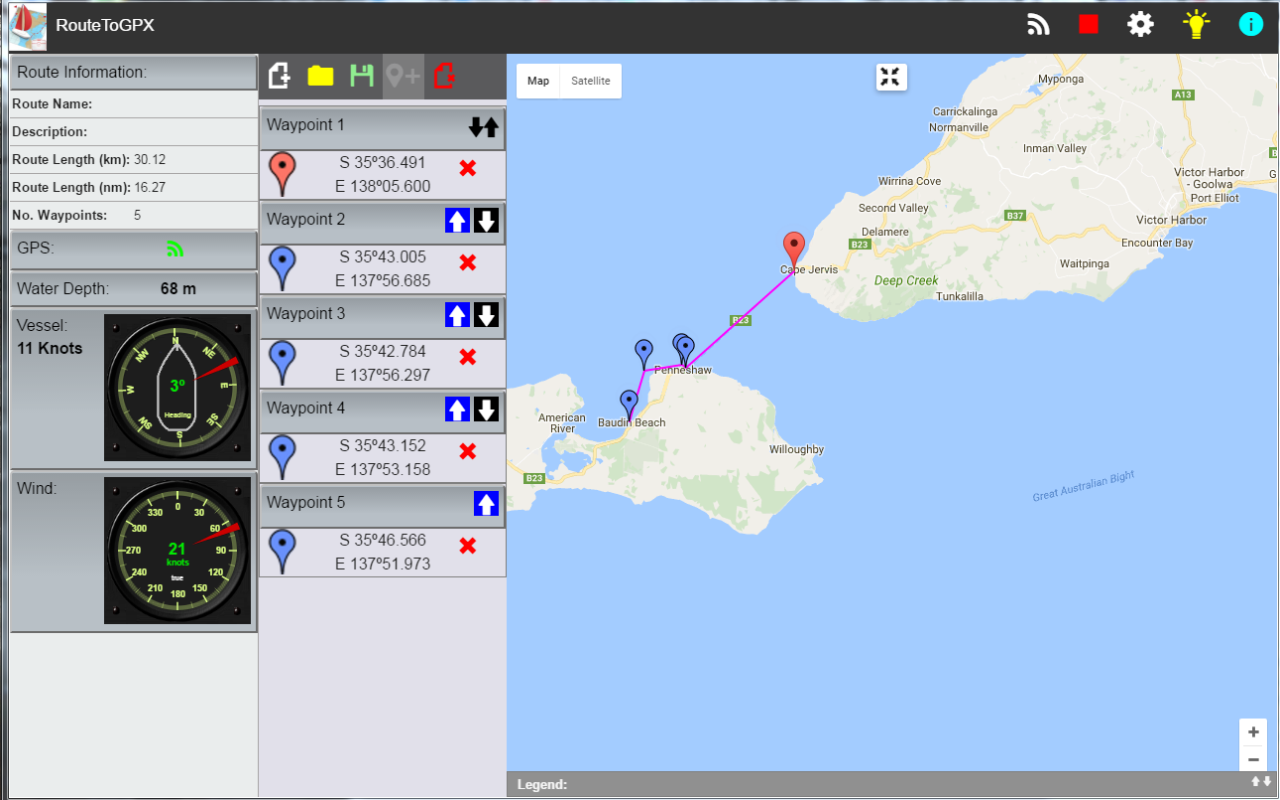 RouteToGPX
Route Information:
Route Name:
Description:
Route Length (km): 30.12
Route Length (nm): 16.27
No. Waypoints: 5
GPS:
Water Depth: 68 m
Vessel:
11 Knots
N
NE
E
SE
S
SW
W
NW
3º
Heading
Wind:
0
30
60
90
120
150
180
210
240
270
300
330
21
knots
true
Waypoint 1
S 35º36.491
E 138º05.600
Waypoint 2
S 35º43.005
E 137º56.685
Waypoint 3
S 35º42.784
E 137º56.297
Waypoint 4
S 35º43.152
E 137º53.158
Waypoint 5
S 35º46.566
E 137º51.973
Map
Satellite
Myponga
A13
Carrickalinga
Normanville
Inman Valley
Victor Harbor
- Goolwa
Port Elliot
Wirrina Cove
Second Valley
B37
Victor Harbor
Delamere
B23
Encounter Bay
Waitpinga
Cape Jervis
Deep Creek
Tunkalilla
B23
Penneshaw
American
River
Baudin Beach
Willoughby
B23
Great Australian Bight
+
−
Legend: